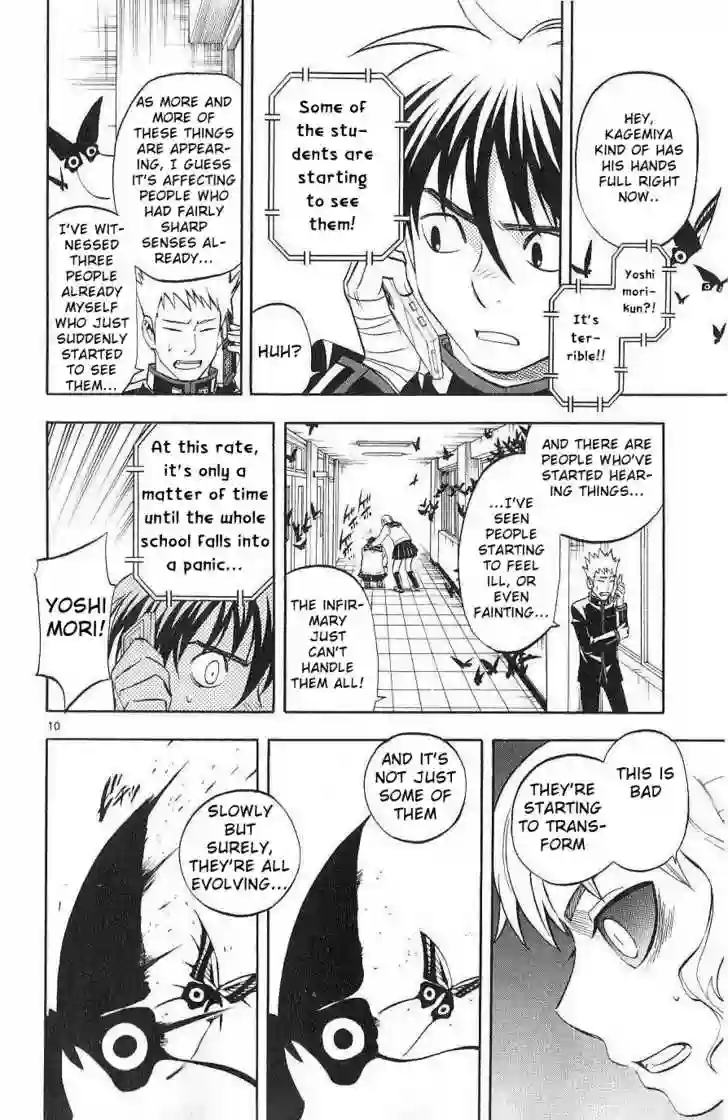 HEY,
KAGEMIYA
KIND OF HAS
HIS HANDS
FULL RIGHT
NOW..
Yoshi
mori-
kun?!
It's
ter-
rible!!
Some of
the stu-
dents are
starting
to see
them!
HUH?
AS MORE AND
MORE OF
THESE THINGS
ARE APPEAR-
ING, I GUESS
IT'S AFFECTING
PEOPLE WHO
HAD FAIRLY
SHARP
SENSES AL-
READY...
I'VE WIT-
NESSED
THREE
PEOPLE
ALREADY
MYSELF
WHO JUST
SUDDENLY
STARTED
TO SEE
THEM...
AND THERE ARE
PEOPLE WHO'VE
STARTED HEAR-
ING THINGS...
...I'VE
SEEN
PEOPLE
STARTING
TO FEEL
ILL, OR
EVEN
FAINTING...
THE INFIR-
MARY
JUST
CAN'T
HANDLE
THEM ALL!
At this rate,
it's only a
matter of time
until the whole
school falls into
a panic...
YOSHI
MORI!
10
THIS IS
BAD
THEY'RE
STARTING
TO TRANS-
FORM
AND IT'S
NOT JUST
SOME OF
THEM
SLOWLY
BUT
SURELY,
THEY'RE ALL
EVOLVING...